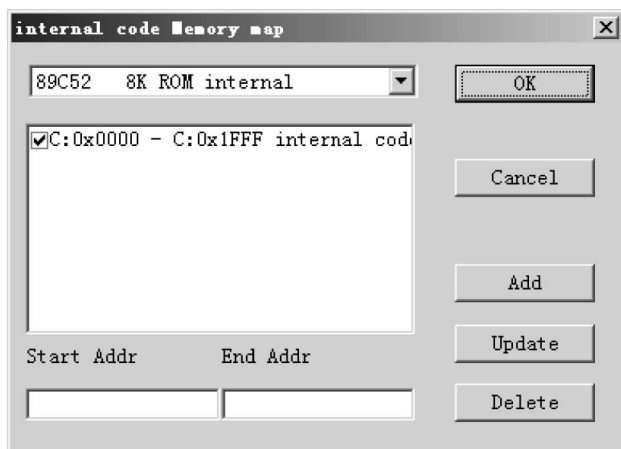 internal code Memory map
89C52 8K ROM internal
OK
C:0x0000 - C:0x1FFF internal cod
Cancel
Add
Start Addr End Addr
Update
Delete